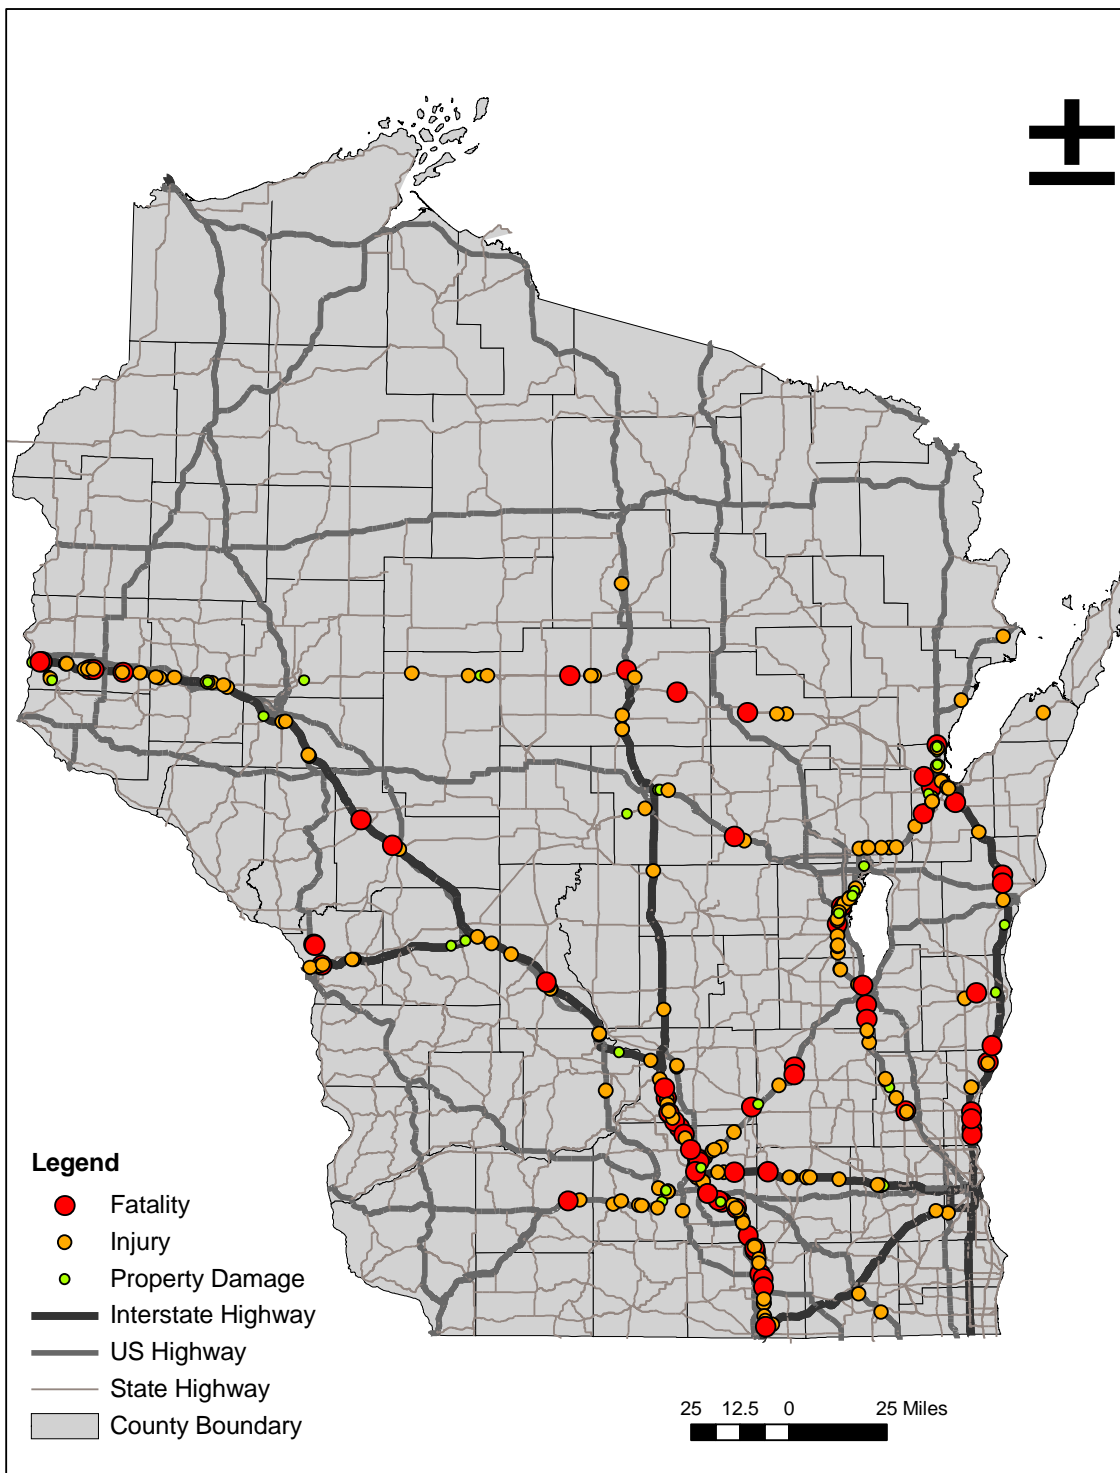 Legend
Fatality
Injury
Property Damage
Interstate Highway
US Highway
State Highway
County Boundary
25 12.5 0 25 Miles